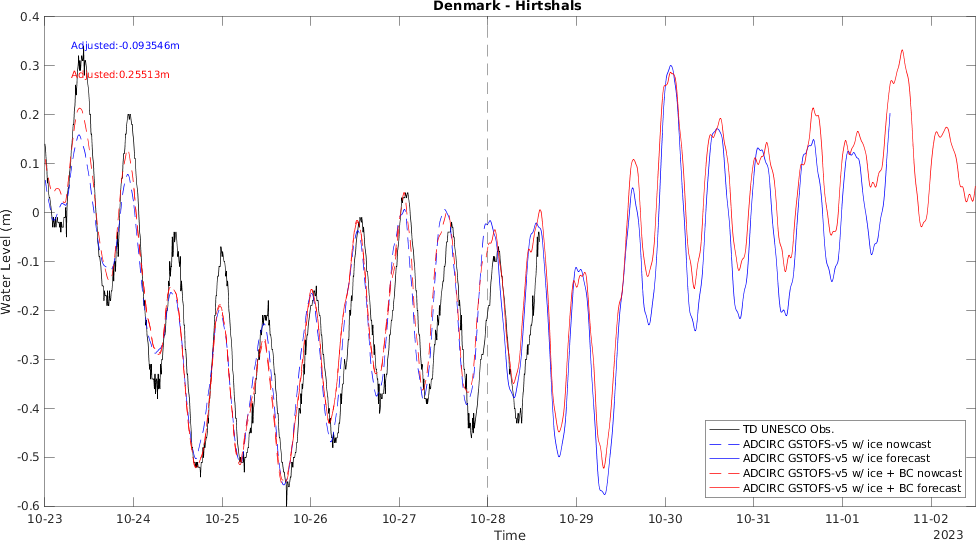 Denmark - Hirtshals
0.4
0.3
0.2
0.1
0
-0.1
-0.2
-0.3
-0.4
-0.5
-0.6
Water Level (m)
Adjusted:-0.093546m
Adjusted:0.25513m
TD UNESCO Obs.
ADCIRC GSTOFS-v5 w/ ice nowcast
ADCIRC GSTOFS-v5 w/ ice forecast
ADCIRC GSTOFS-v5 w/ ice + BC nowcast
ADCIRC GSTOFS-v5 w/ ice + BC forecast
10-23 10-24 10-25 10-26 10-27 10-28 10-29 10-30 10-31 11-01 11-02
Time
2023